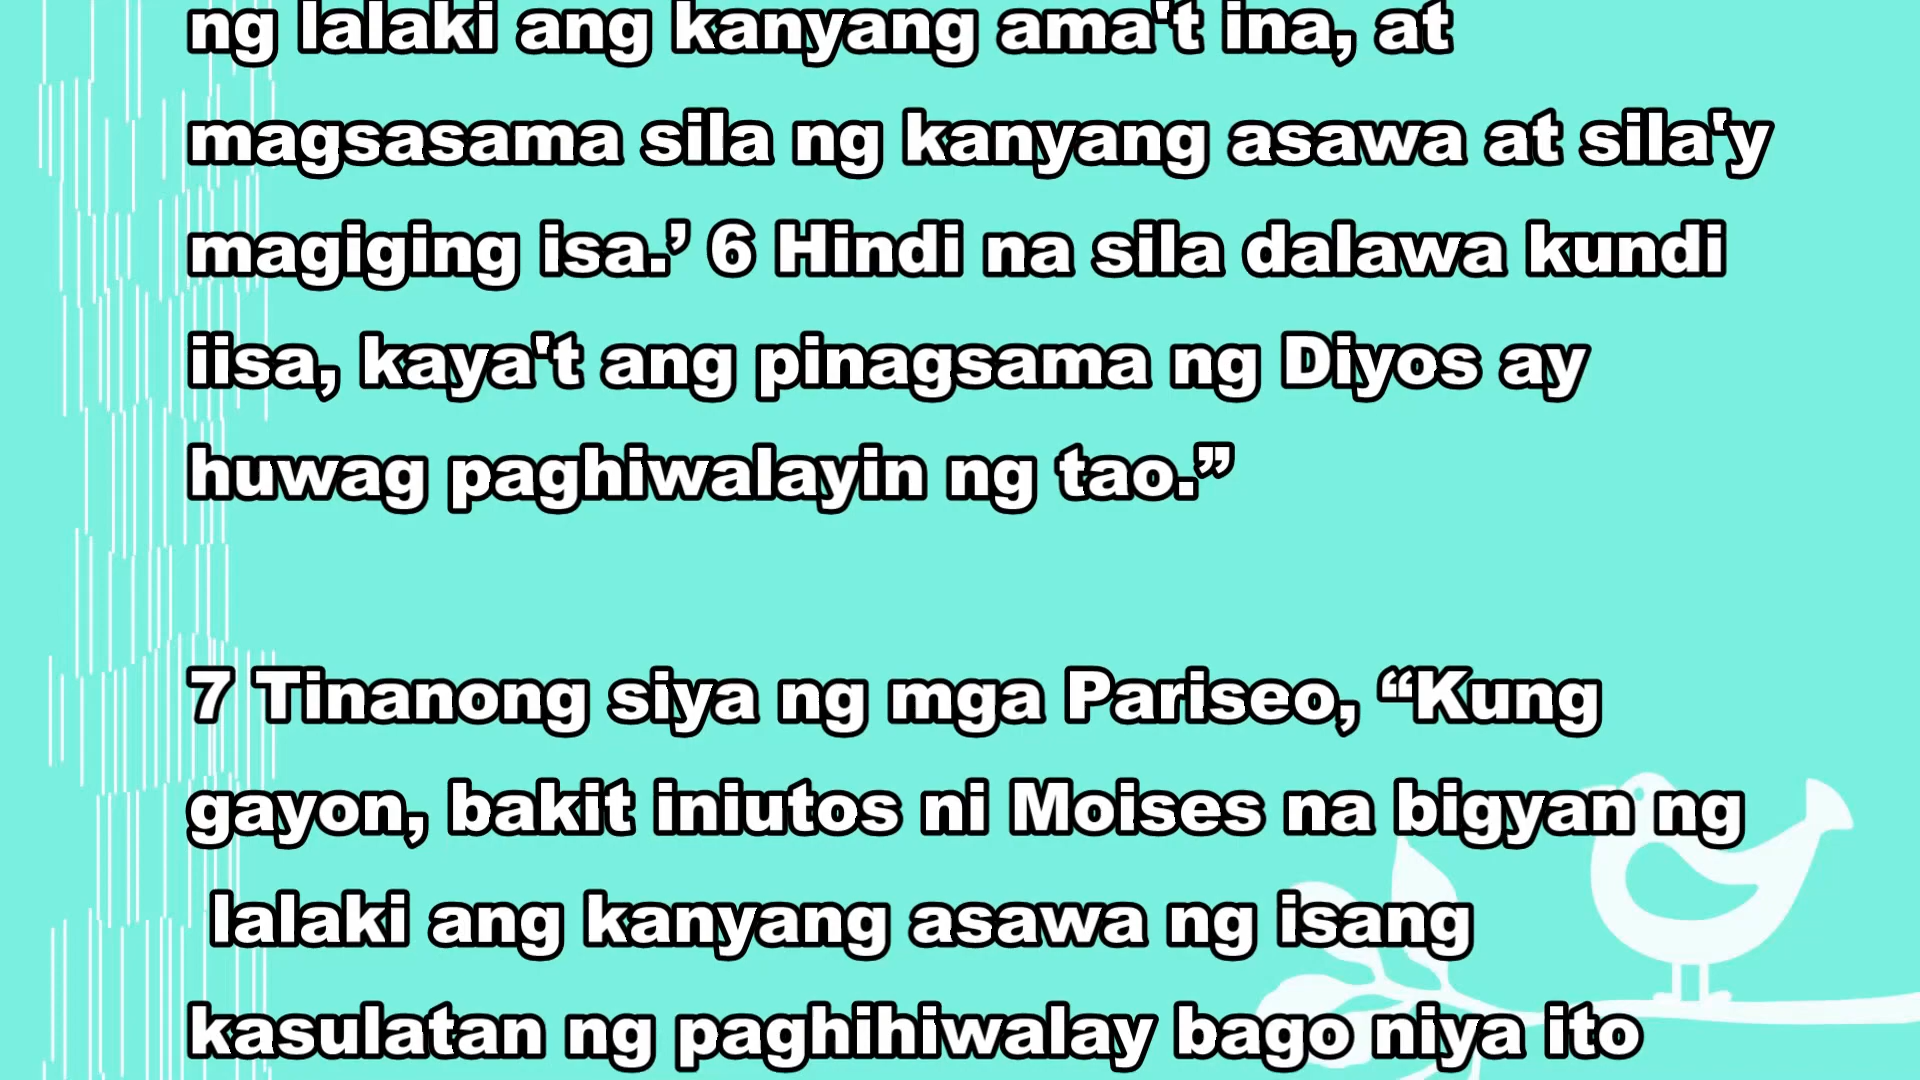 ng lalaki ang kanyang ama't ina, at
magsasama sila ng kanyang asawa at sila'y
magiging isa.’ 6 Hindi na sila dalawa kundi
iisa, kaya't ang pinagsama ng Diyos ay
huwag paghiwalayin ng tao.”
7 Tinanong siya ng mga Pariseo, “Kung
gayon, bakit iniutos ni Moises na bigyan ng
lalaki ang kanyang asawa ng isang
kasulatan ng paghihiwalay bago niya ito